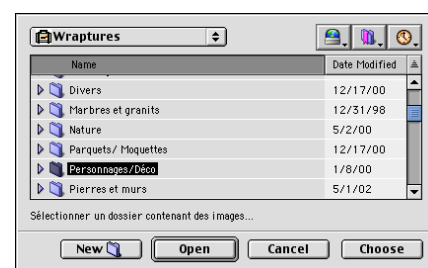 Wraptures
Name Date Modified
Divers 12/17/00
Marbres et granits 12/31/98
Nature 5/2/00
Parquets/ Moquettes 12/17/00
Personnages/Déco 1/8/00
Pierres et murs 5/1/02
Sélectionner un dossier contenant des images...
New Open Cancel Choose